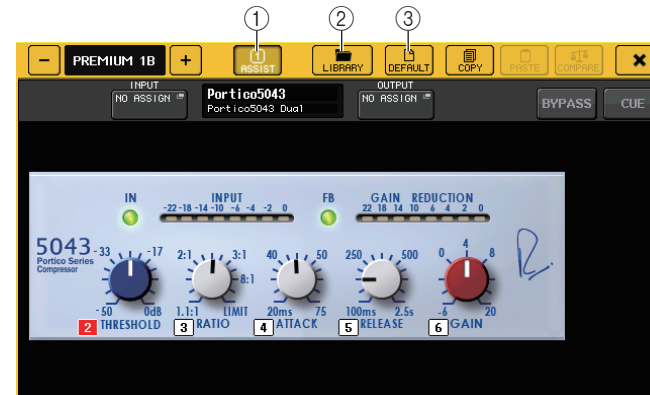 1 2 3
- PREMIUM 1B + 1 ASSIST LIBRARY DEFAULT COPY PASTE COMPARE ×
INPUT OUTPUT
NO ASSIGN Portico5043 NO ASSIGN BYPASS CUE
Portico5043 Dual
IN INPUT FB GAIN REDUCTION
-22 -18 -14 -10 -6 -4 -2 0 22 18 14 10 6 4 2 0
5043
Portico Series
Compressor
-33 -17 2:1 3:1 40 50 250 500 0 4 8
8:1
-50 0dB 1.1:1 LIMIT 20ms 75 100ms 2.5s -6 20
2 THRESHOLD 3 RATIO 4 ATTACK 5 RELEASE 6 GAIN